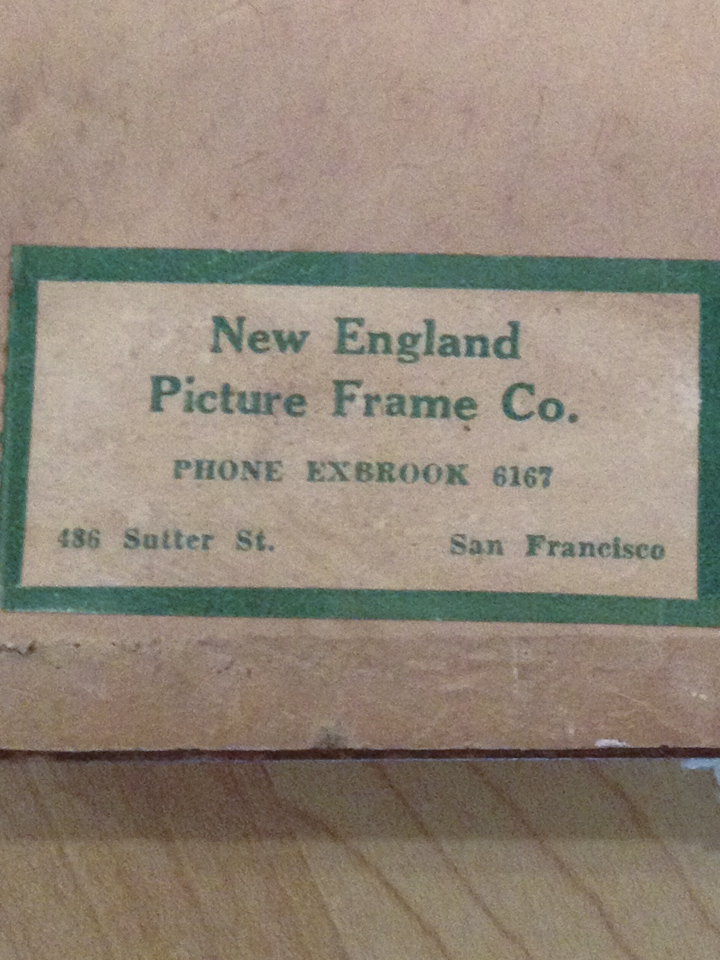 New England
Picture Frame Co.
PHONE EXBROOK 6167
486 Sutter St. San Francisco